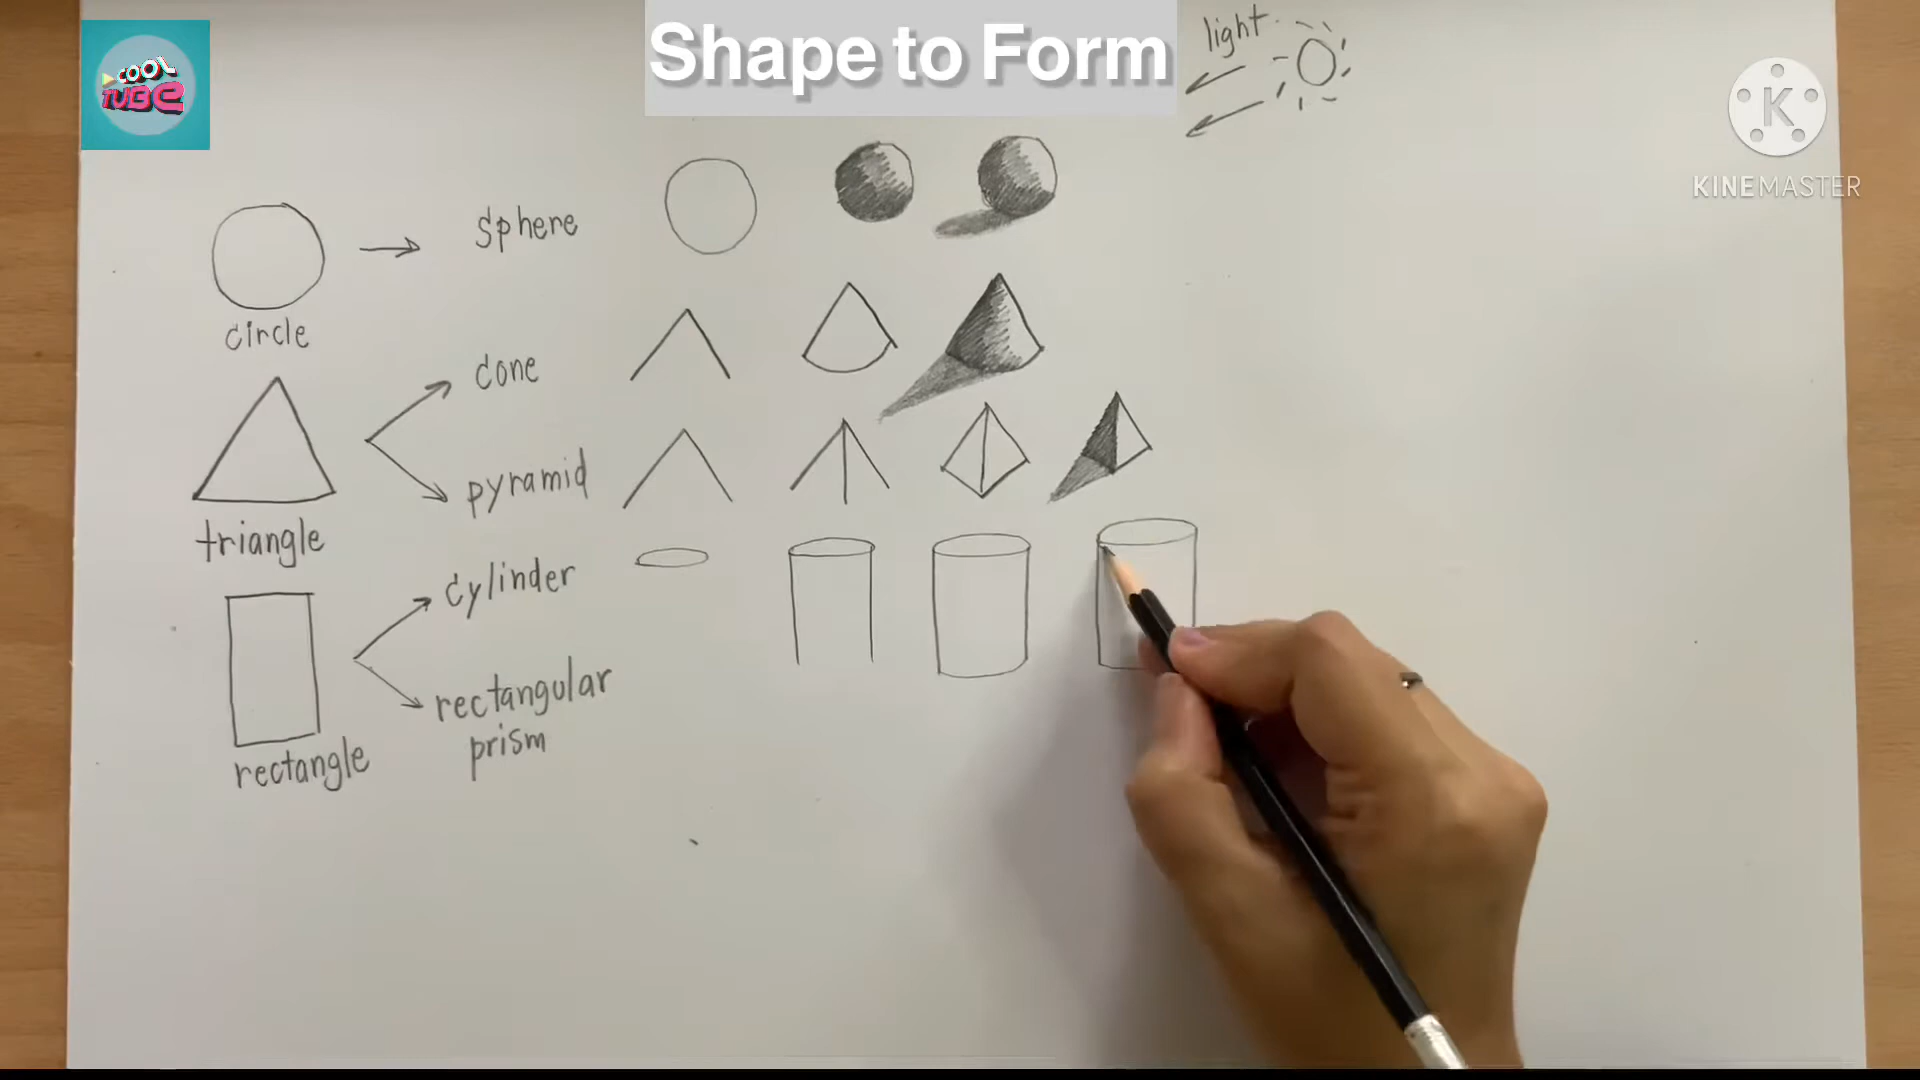 Shape to Form
light
COOL
TUBE
K
KINEMASTER
sphere
circle
cone
pyramid
triangle
cylinder
rectangular
prism
rectangle